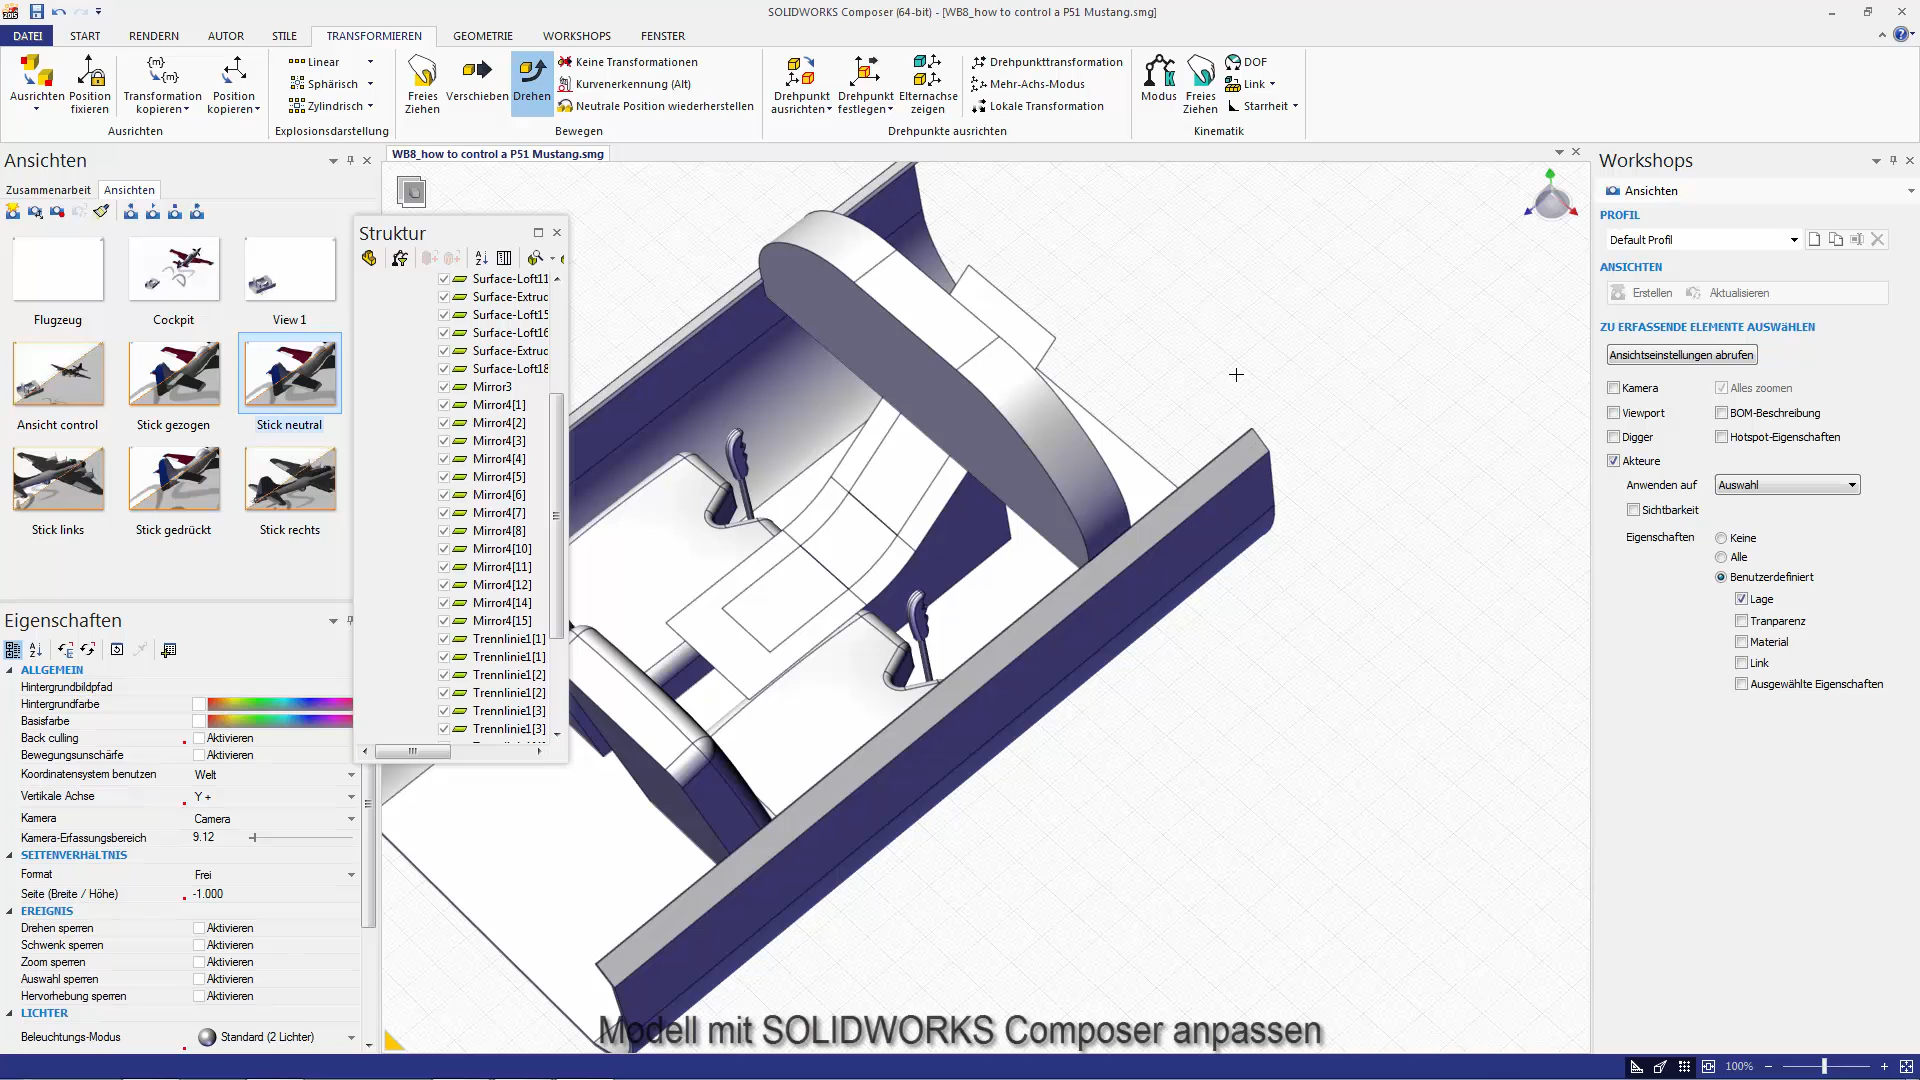 SOLIDWORKS Composer (64-bit) - [WB8_how to control a P51 Mustang.smg]
DATEI START RENDERN AUTOR STILE TRANSFORMIEREN GEOMETRIE WORKSHOPS FENSTER
Ausrichten
Position fixieren
Transformation kopieren
Position kopieren
Ausrichten
Linear
Sphärisch
Zylindrisch
Explosionsdarstellung
Freies Ziehen
Verschieben
Drehen
Keine Transformationen
Kurvenerkennung (Alt)
Neutrale Position wiederherstellen
Bewegen
Drehpunkt ausrichten
Drehpunkt festlegen
Elternachse zeigen
Drehpunkttransformation
Mehr-Achs-Modus
Lokale Transformation
Drehpunkte ausrichten
Modus
Freies Ziehen
DOF
Link
Starrheit
Kinematik
Ansichten
Zusammenarbeit Ansichten
Flugzeug Cockpit View 1
Ansicht control Stick gezogen Stick neutral
Stick links Stick gedrückt Stick rechts
Eigenschaften
ALLGEMEIN
Hintergrundbildpfad
Hintergrundfarbe
Basisfarbe
Back culling Aktivieren
Bewegungsunschärfe Aktivieren
Koordinatensystem benutzen Welt
Vertikale Achse Y +
Kamera Camera
Kamera-Erfassungsbereich 9.12
SEITENVERHäLTNIS
Format Frei
Seite (Breite / Höhe) -1.000
EREIGNIS
Drehen sperren Aktivieren
Schwenk sperren Aktivieren
Zoom sperren Aktivieren
Auswahl sperren Aktivieren
Hervorhebung sperren Aktivieren
LICHTER
Beleuchtungs-Modus Standard (2 Lichter)
WB8_how to control a P51 Mustang.smg
Struktur
Surface-Loft11
Surface-Extruc
Surface-Loft15
Surface-Loft16
Surface-Extruc
Surface-Loft18
Mirror3
Mirror4[1]
Mirror4[2]
Mirror4[3]
Mirror4[4]
Mirror4[5]
Mirror4[6]
Mirror4[7]
Mirror4[8]
Mirror4[10]
Mirror4[11]
Mirror4[12]
Mirror4[14]
Mirror4[15]
Trennlinie1[1]
Trennlinie1[1]
Trennlinie1[2]
Trennlinie1[2]
Trennlinie1[3]
Trennlinie1[3]
Workshops
Ansichten
PROFIL
Default Profil
ANSICHTEN
Erstellen Aktualisieren
ZU ERFASSENDE ELEMENTE AUSWäHLEN
Ansichtseinstellungen abrufen
Kamera Alles zoomen
Viewport BOM-Beschreibung
Digger Hotspot-Eigenschaften
Akteure
Anwenden auf Auswahl
Sichtbarkeit
Eigenschaften Keine
Alle
Benutzerdefiniert
Lage
Tranparenz
Material
Link
Ausgewählte Eigenschaften
Modell mit SOLIDWORKS Composer anpassen
100%